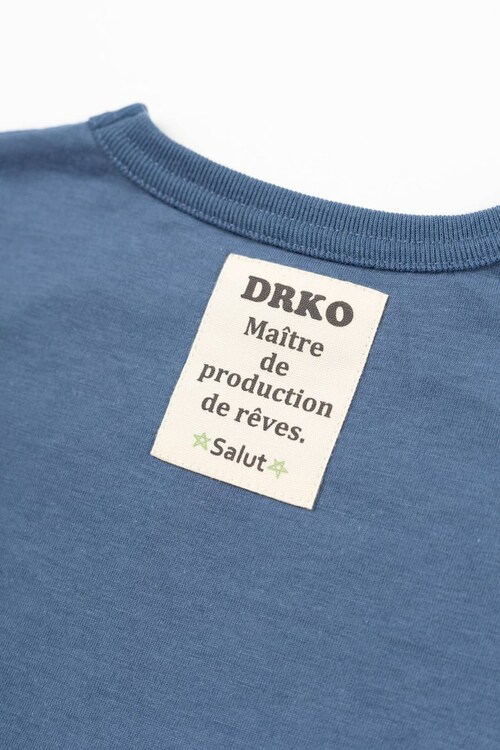 DRKO
Maître
de
production
de rêves.
Salut